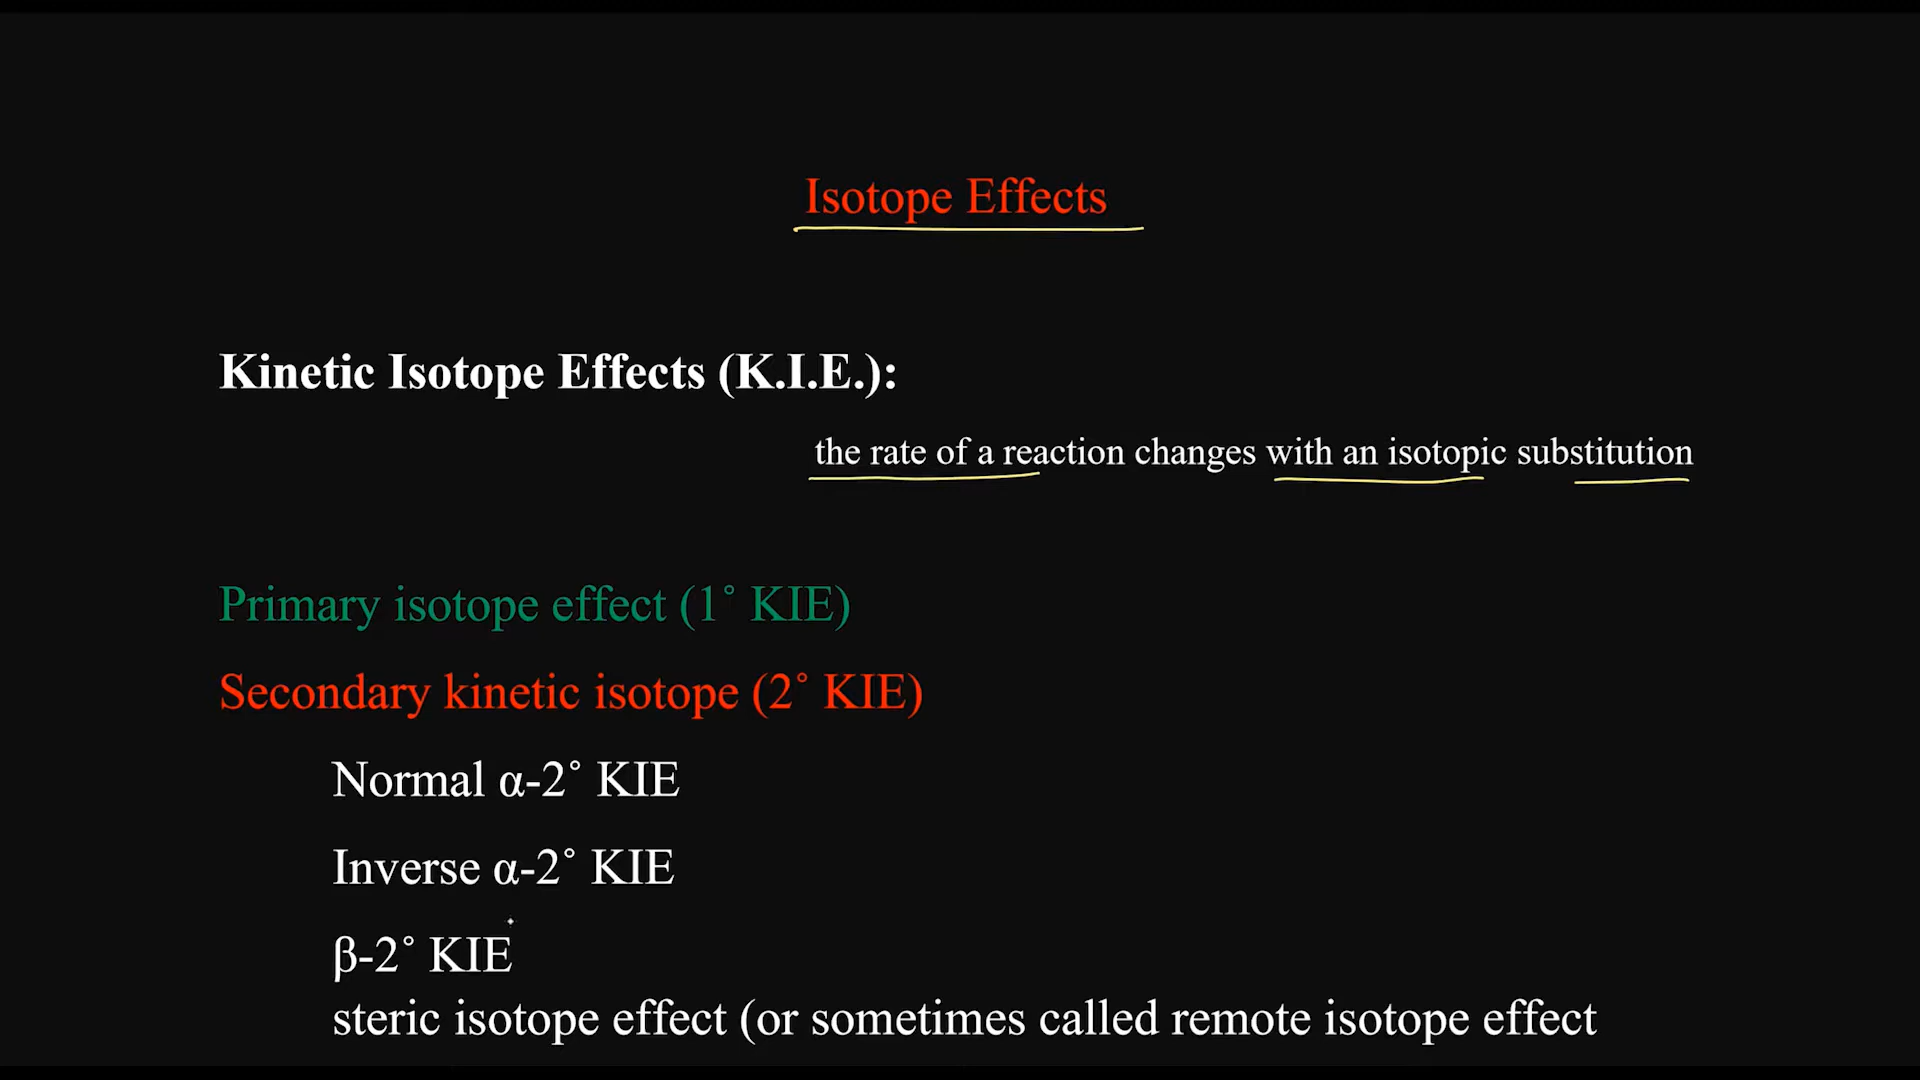 Isotope Effects
Kinetic Isotope Effects (K.I.E.):
the rate of a reaction changes with an isotopic substitution
Primary isotope effect (1˚ KIE)
Secondary kinetic isotope (2˚ KIE)
Normal α-2˚ KIE
Inverse α-2˚ KIE
β-2˚ KIE
steric isotope effect (or sometimes called remote isotope effect